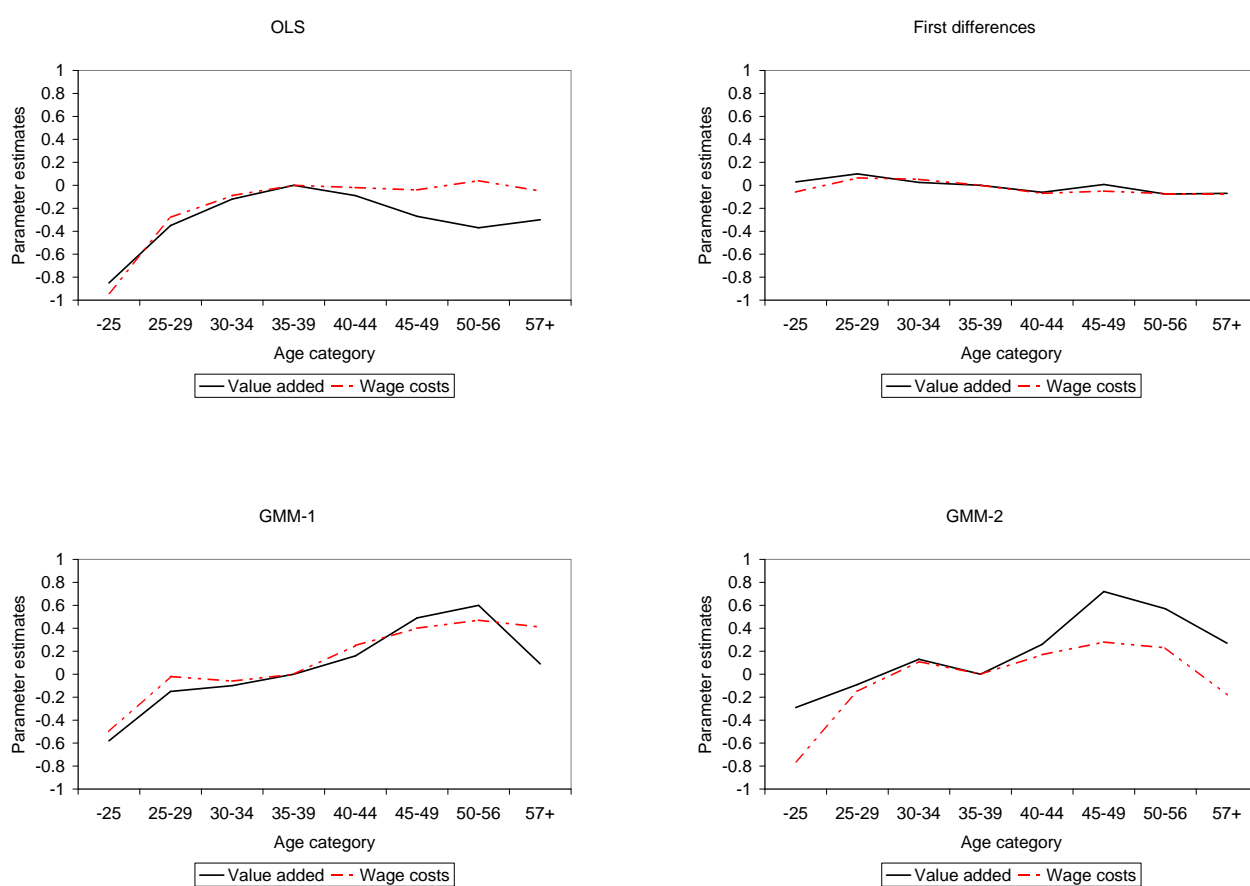 OLS
1
0.8
0.6
0.4
0.2
0
-0.2
-0.4
-0.6
-0.8
-1
Parameter estimates
-25 25-29 30-34 35-39 40-44 45-49 50-56 57+
Age category
Value added Wage costs
First differences
1
0.8
0.6
0.4
0.2
0
-0.2
-0.4
-0.6
-0.8
-1
Parameter estimates
-25 25-29 30-34 35-39 40-44 45-49 50-56 57+
Age category
Value added Wage costs
GMM-1
1
0.8
0.6
0.4
0.2
0
-0.2
-0.4
-0.6
-0.8
-1
Parameter estimates
-25 25-29 30-34 35-39 40-44 45-49 50-56 57+
Age category
Value added Wage costs
GMM-2
1
0.8
0.6
0.4
0.2
0
-0.2
-0.4
-0.6
-0.8
-1
Parameter estimates
-25 25-29 30-34 35-39 40-44 45-49 50-56 57+
Age category
Value added Wage costs